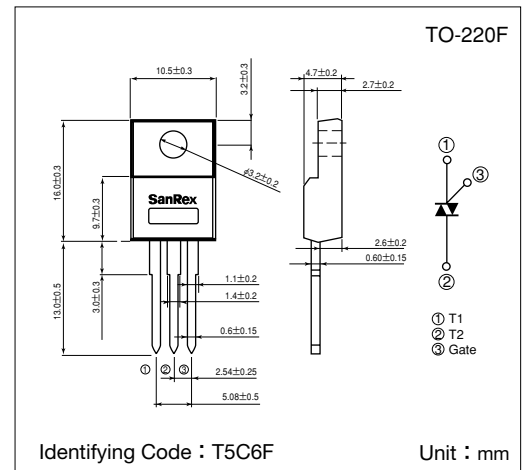 TO-220F
10.5±0.3
3.2±0.3
4.7±0.2
2.7±0.2
16.0±0.3
9.7±0.3
φ3.2±0.2
SanRex
①
③
②
2.6±0.2
0.60±0.15
13.0±0.5
3.0±0.3
1.1±0.2
1.4±0.2
0.6±0.15
① ② ③
2.54±0.25
5.08±0.5
① T1
② T2
③ Gate
Identifying Code：T5C6F
Unit：mm